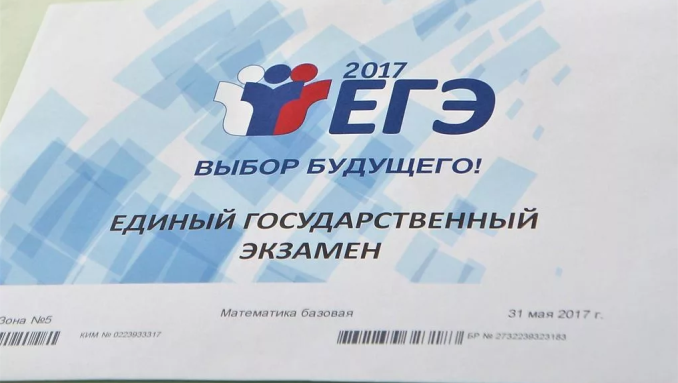 2017
ЕГЭ
ВЫБОР БУДУЩЕГО!
ЕДИНЫЙ ГОСУДАРСТВЕННЫЙ
ЭКЗАМЕН
Зона №5 Математика базовая 31 мая 2017 г.
КИМ № 0223933317 БР № 2732239323183